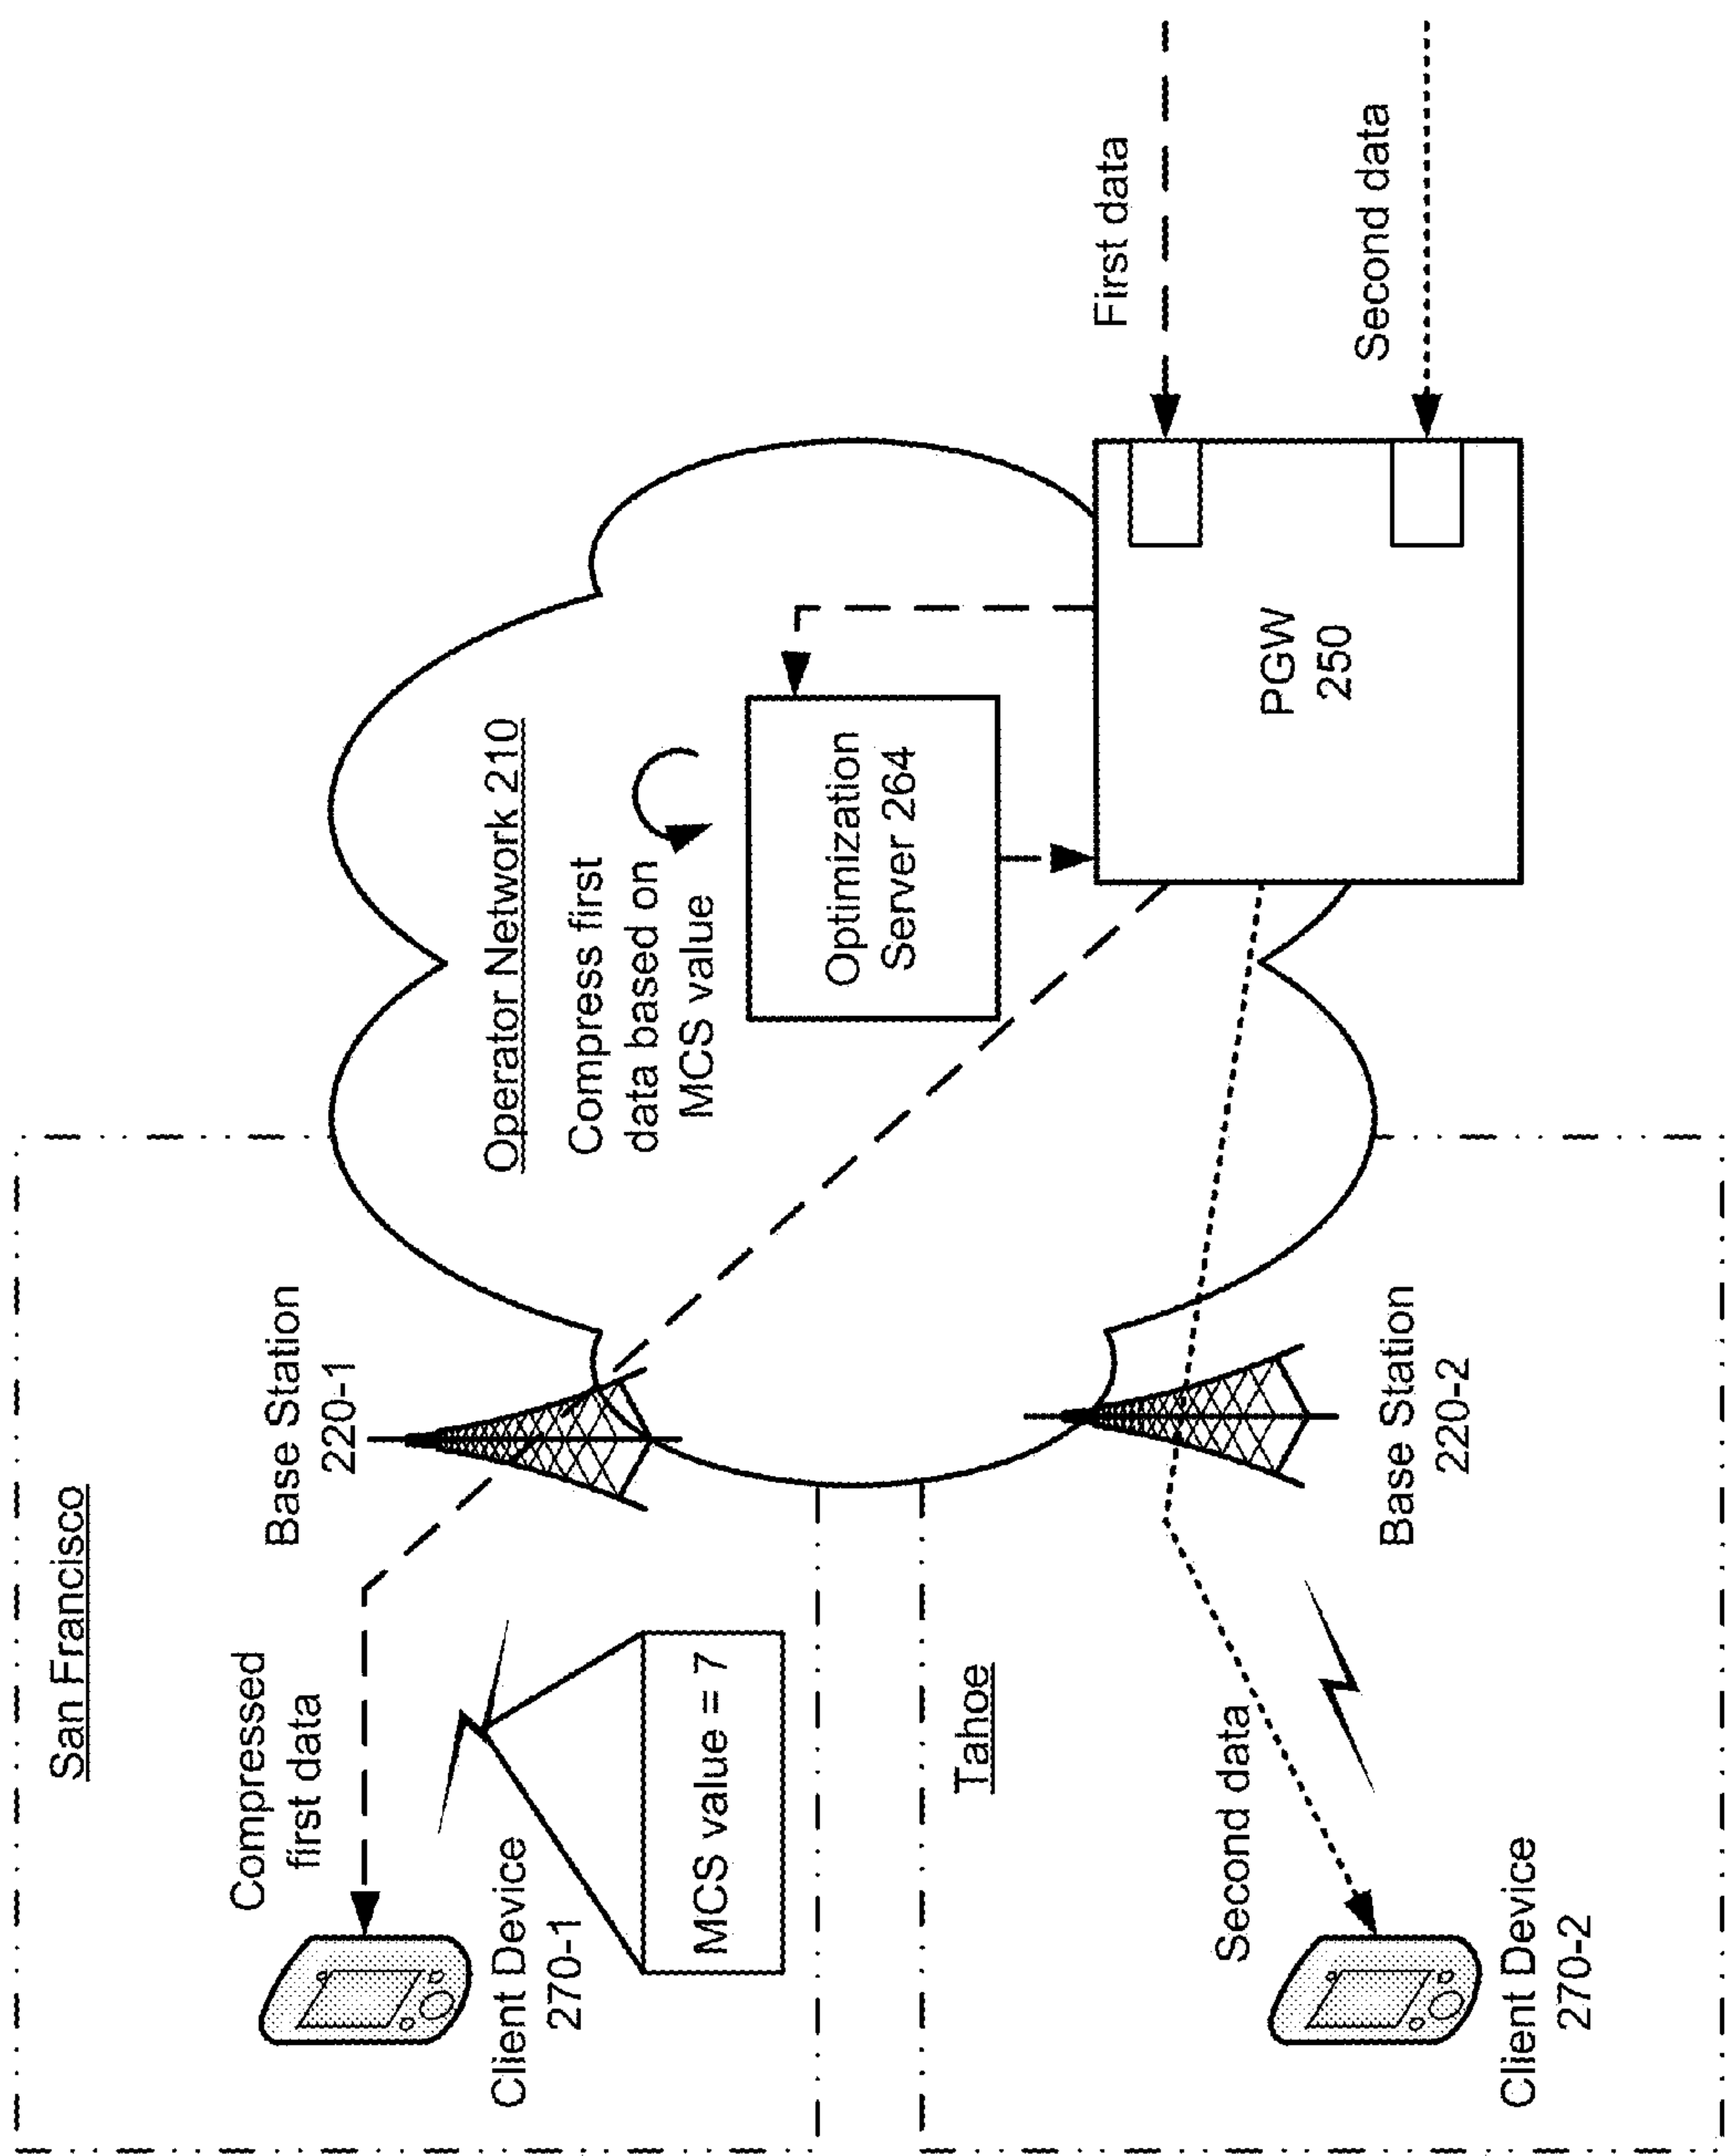 San Francisco
Compressed
first data
Base Station
220-1
Client Device
270-1
MCS value = 7
Operator Network 210
Compress first
data based on
MCS value
Optimization
Server 264
PGW
250
First data
Second data
Tahoe
Second data
Base Station
220-2
Client Device
270-2